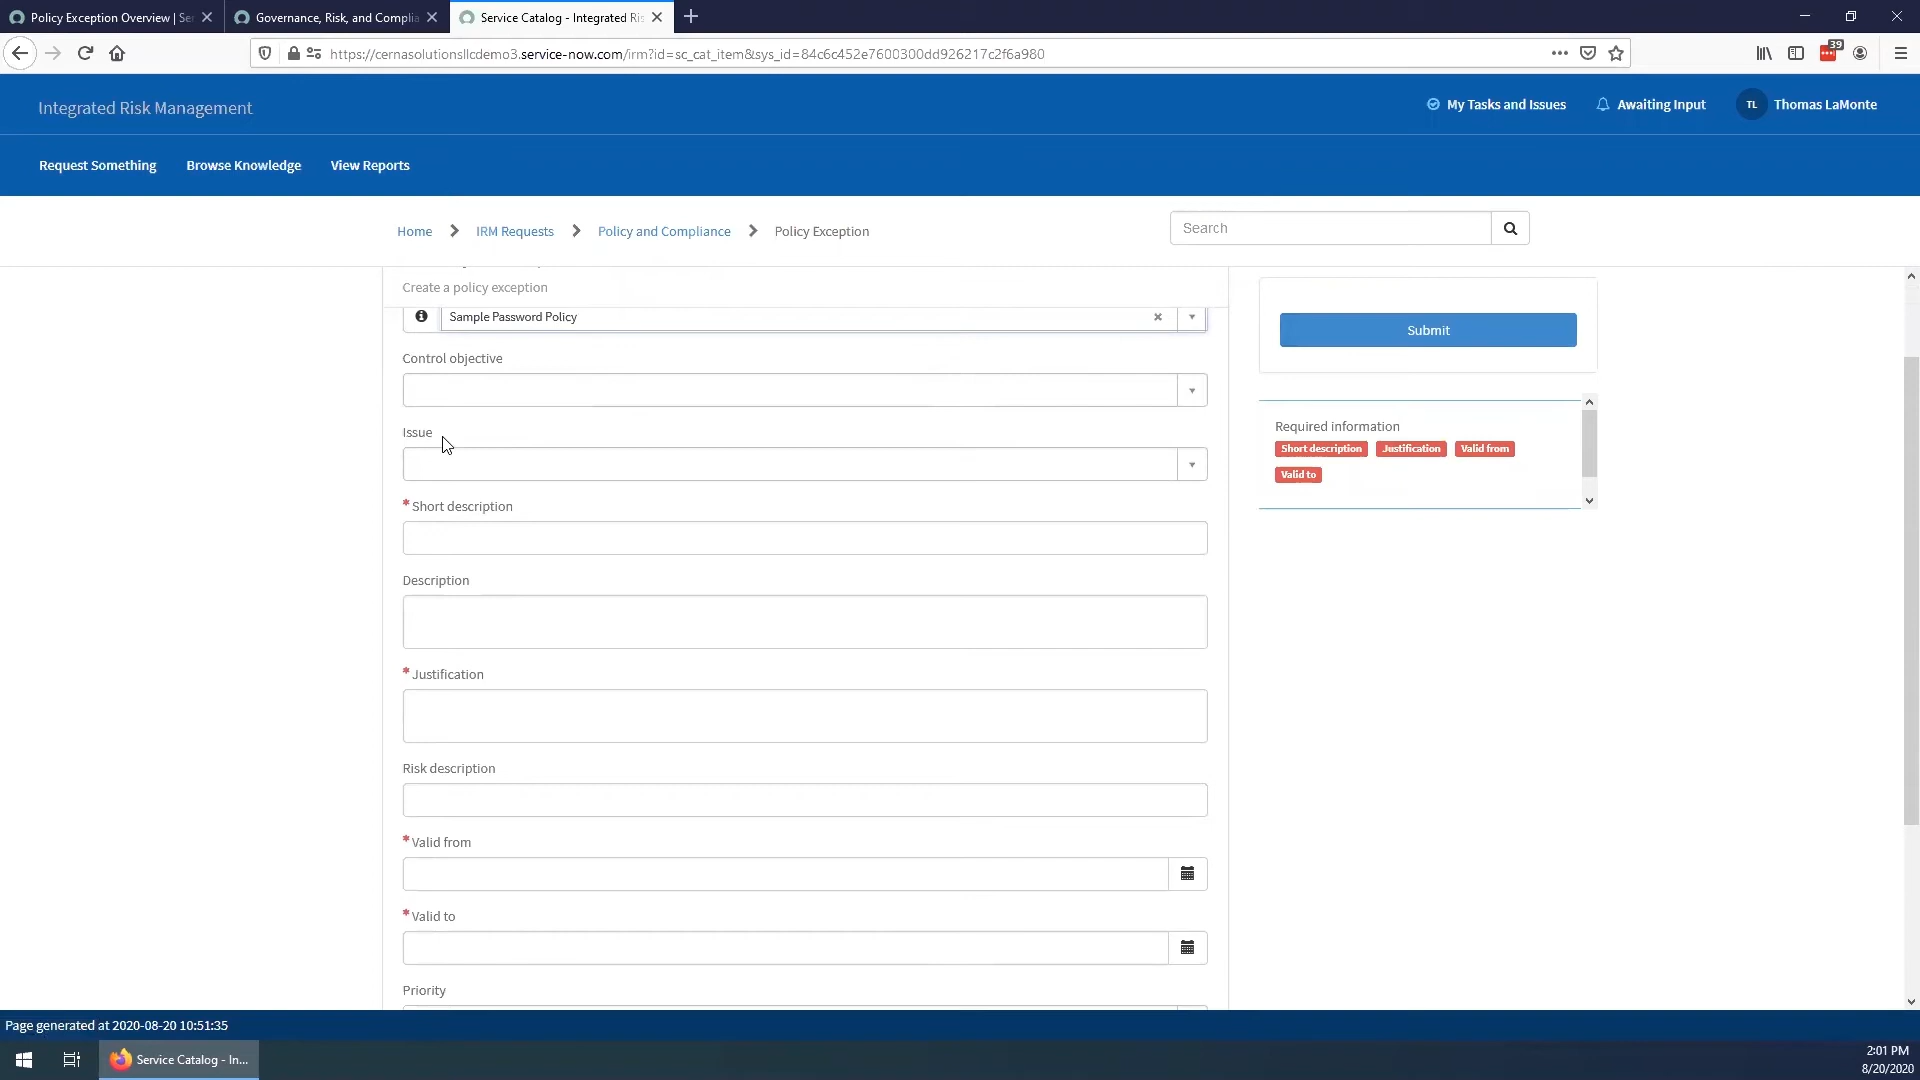 Policy Exception Overview | Se
Governance, Risk, and Complia
Service Catalog - Integrated Ris
https://cernasolutionsllcdemo3.service-now.com/irm?id=sc_cat_item&sys_id=84c6c452e7600300dd926217c2f6a980
39
Integrated Risk Management
My Tasks and Issues
Awaiting Input
TL
Thomas LaMonte
Request Something
Browse Knowledge
View Reports
Home
IRM Requests
Policy and Compliance
Policy Exception
Search
Create a policy exception
Sample Password Policy
Submit
Control objective
Required information
Short description
Justification
Valid from
Valid to
Issue
* Short description
Description
* Justification
Risk description
* Valid from
* Valid to
Priority
Page generated at 2020-08-20 10:51:35
Service Catalog - In...
2:01 PM
8/20/2020